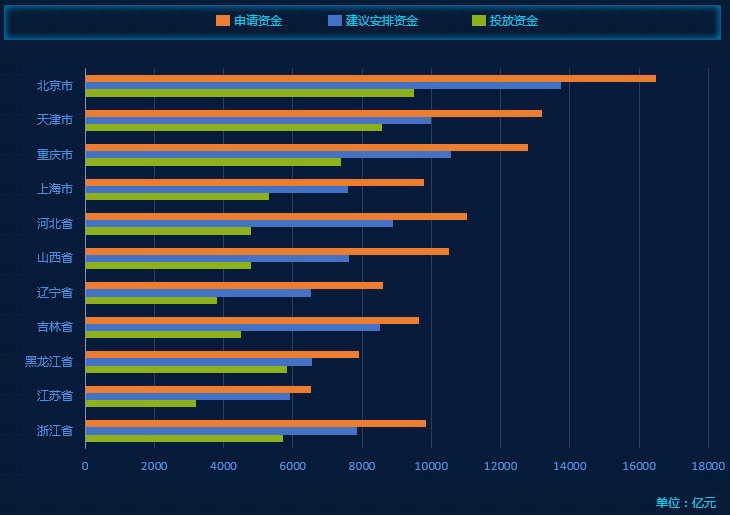 申请资金 建议安排资金 投放资金
北京市
天津市
重庆市
上海市
河北省
山西省
辽宁省
吉林省
黑龙江省
江苏省
浙江省
0 2000 4000 6000 8000 10000 12000 14000 16000 18000
单位：亿元